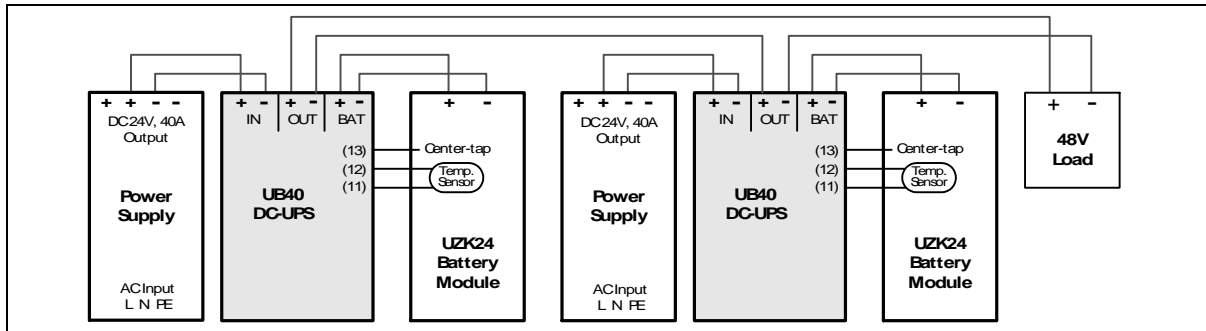 + + - -
DC24V, 40A
Output
Power
Supply
AC Input
L N PE
+ - + - + -
IN OUT BAT
(13)
(12)
(11)
UB40
DC-UPS
+ -
Center-tap
Temp.
Sensor
UZK24
Battery
Module
+ + - -
DC24V, 40A
Output
Power
Supply
AC Input
L N PE
+ - + - + -
IN OUT BAT
(13)
(12)
(11)
UB40
DC-UPS
+ -
Center-tap
Temp.
Sensor
UZK24
Battery
Module
+ -
48V
Load